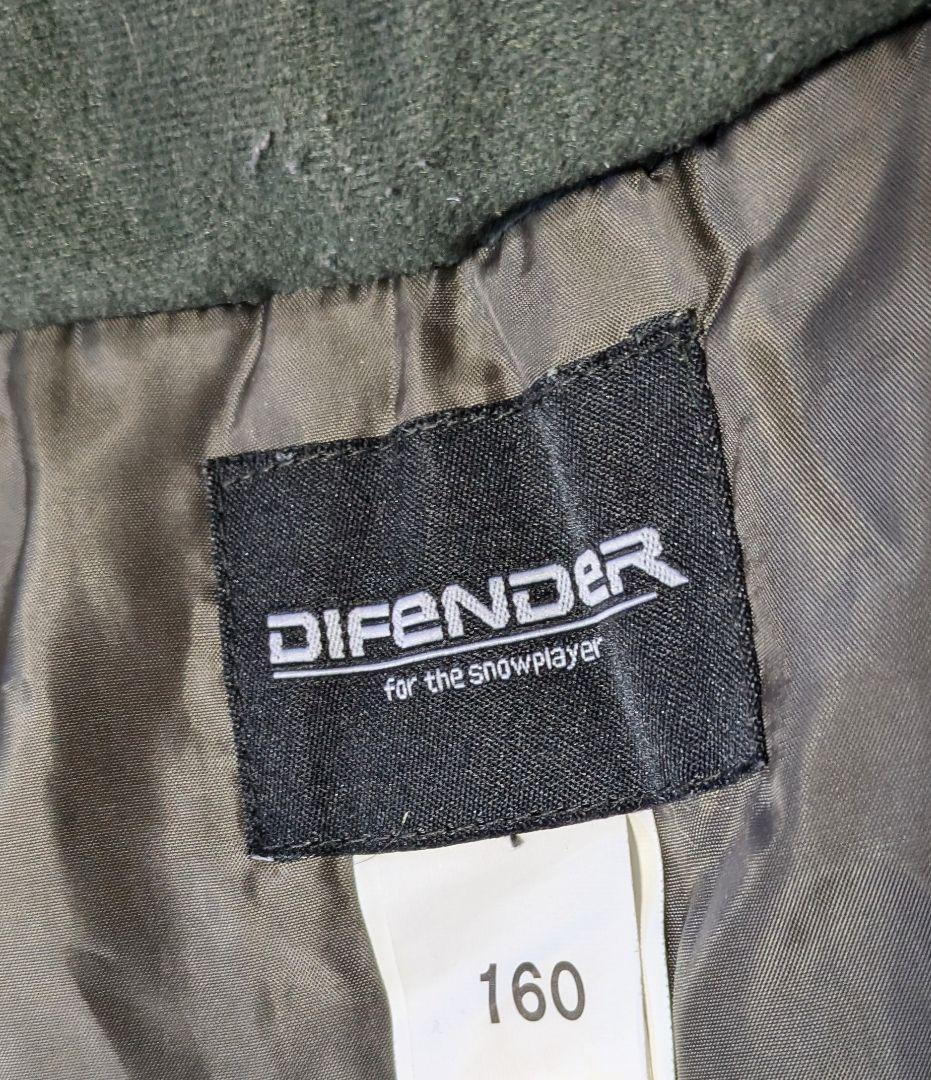 DIFENDER
for the snowplayer
160